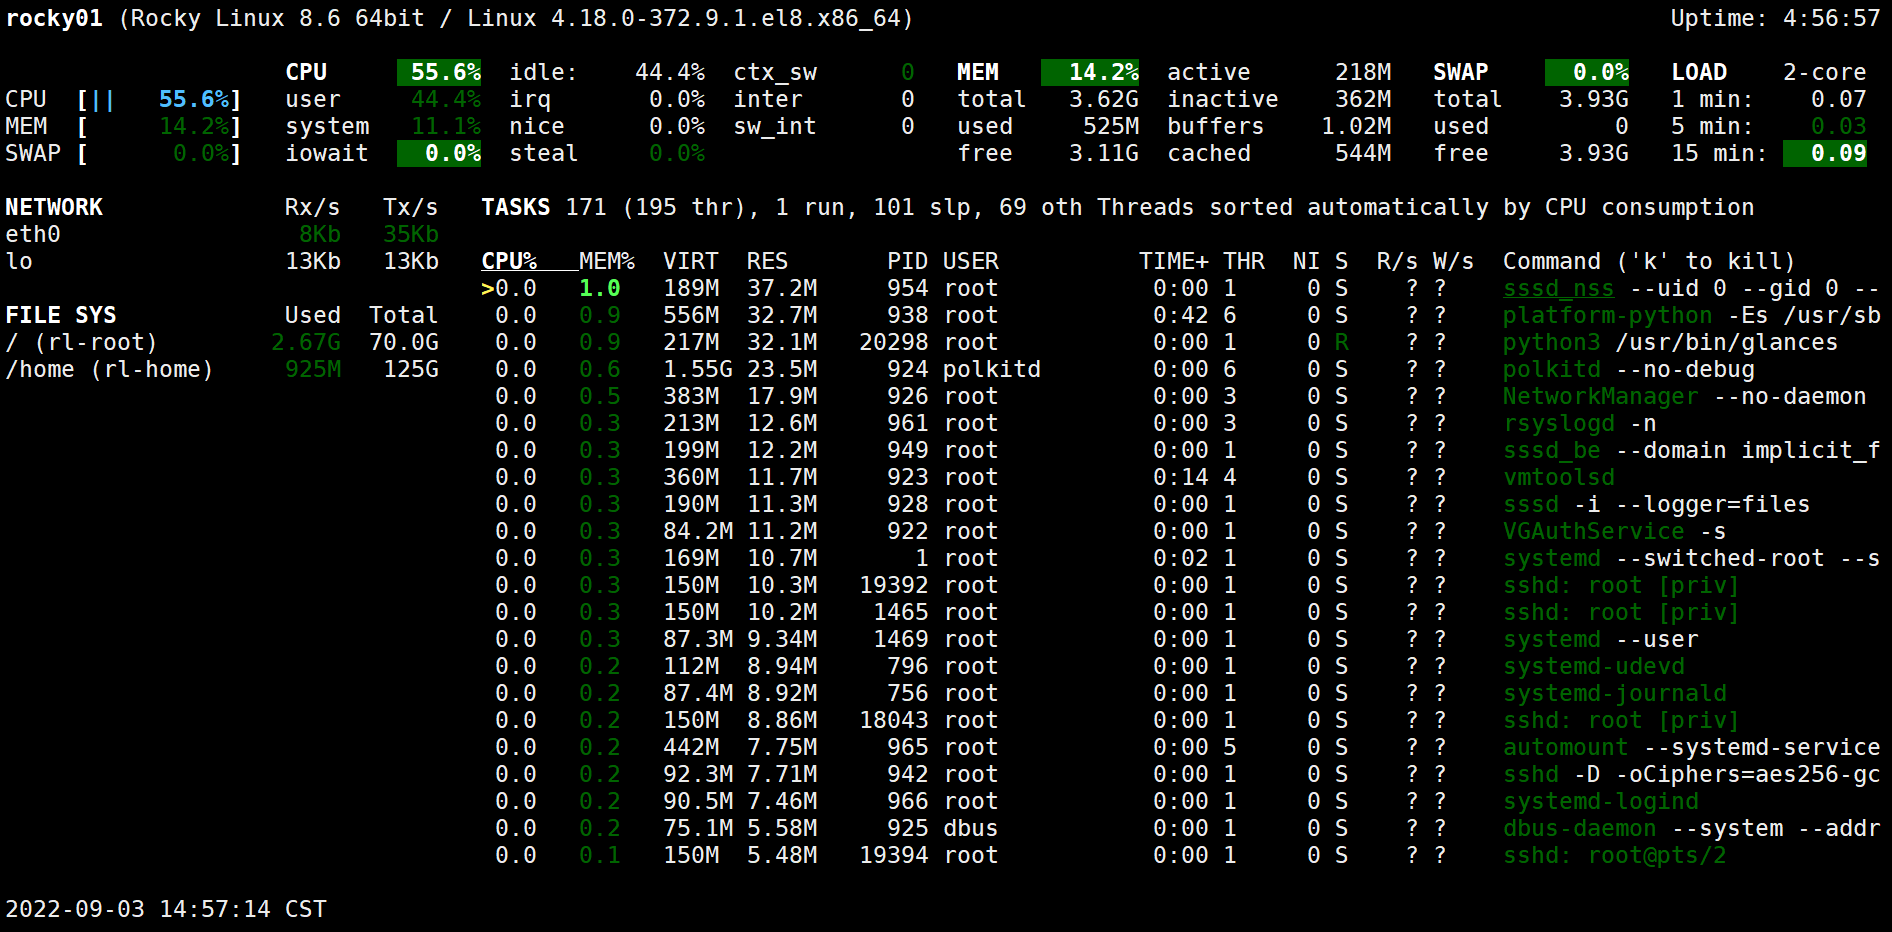 rocky01 (Rocky Linux 8.6 64bit / Linux 4.18.0-372.9.1.el8.x86_64) Uptime: 4:56:57
CPU 55.6% idle: 44.4% ctx_sw 0 MEM 14.2% active 218M SWAP 0.0% LOAD 2-core
CPU [|| 55.6%] user 44.4% irq 0.0% inter 0 total 3.62G inactive 362M total 3.93G 1 min: 0.07
MEM [ 14.2%] system 11.1% nice 0.0% sw_int 0 used 525M buffers 1.02M used 0 5 min: 0.03
SWAP [ 0.0%] iowait 0.0% steal 0.0% free 3.11G cached 544M free 3.93G 15 min: 0.09
NETWORK Rx/s Tx/s TASKS 171 (195 thr), 1 run, 101 slp, 69 oth Threads sorted automatically by CPU consumption
eth0 8Kb 35Kb
lo 13Kb 13Kb CPU% MEM% VIRT RES PID USER TIME+ THR NI S R/s W/s Command ('k' to kill)
>0.0 1.0 189M 37.2M 954 root 0:00 1 0 S ? ? sssd_nss --uid 0 --gid 0 --
FILE SYS Used Total 0.0 0.9 556M 32.7M 938 root 0:42 6 0 S ? ? platform-python -Es /usr/sb
/ (rl-root) 2.67G 70.0G 0.0 0.9 217M 32.1M 20298 root 0:00 1 0 R ? ? python3 /usr/bin/glances
/home (rl-home) 925M 125G 0.0 0.6 1.55G 23.5M 924 polkitd 0:00 6 0 S ? ? polkitd --no-debug
0.0 0.5 383M 17.9M 926 root 0:00 3 0 S ? ? NetworkManager --no-daemon
0.0 0.3 213M 12.6M 961 root 0:00 3 0 S ? ? rsyslogd -n
0.0 0.3 199M 12.2M 949 root 0:00 1 0 S ? ? sssd_be --domain implicit_f
0.0 0.3 360M 11.7M 923 root 0:14 4 0 S ? ? vmtoolsd
0.0 0.3 190M 11.3M 928 root 0:00 1 0 S ? ? sssd -i --logger=files
0.0 0.3 84.2M 11.2M 922 root 0:00 1 0 S ? ? VGAuthService -s
0.0 0.3 169M 10.7M 1 root 0:02 1 0 S ? ? systemd --switched-root --s
0.0 0.3 150M 10.3M 19392 root 0:00 1 0 S ? ? sshd: root [priv]
0.0 0.3 150M 10.2M 1465 root 0:00 1 0 S ? ? sshd: root [priv]
0.0 0.3 87.3M 9.34M 1469 root 0:00 1 0 S ? ? systemd --user
0.0 0.2 112M 8.94M 796 root 0:00 1 0 S ? ? systemd-udevd
0.0 0.2 87.4M 8.92M 756 root 0:00 1 0 S ? ? systemd-journald
0.0 0.2 150M 8.86M 18043 root 0:00 1 0 S ? ? sshd: root [priv]
0.0 0.2 442M 7.75M 965 root 0:00 5 0 S ? ? automount --systemd-service
0.0 0.2 92.3M 7.71M 942 root 0:00 1 0 S ? ? sshd -D -oCiphers=aes256-gc
0.0 0.2 90.5M 7.46M 966 root 0:00 1 0 S ? ? systemd-logind
0.0 0.2 75.1M 5.58M 925 dbus 0:00 1 0 S ? ? dbus-daemon --system --addr
0.0 0.1 150M 5.48M 19394 root 0:00 1 0 S ? ? sshd: root@pts/2
2022-09-03 14:57:14 CST